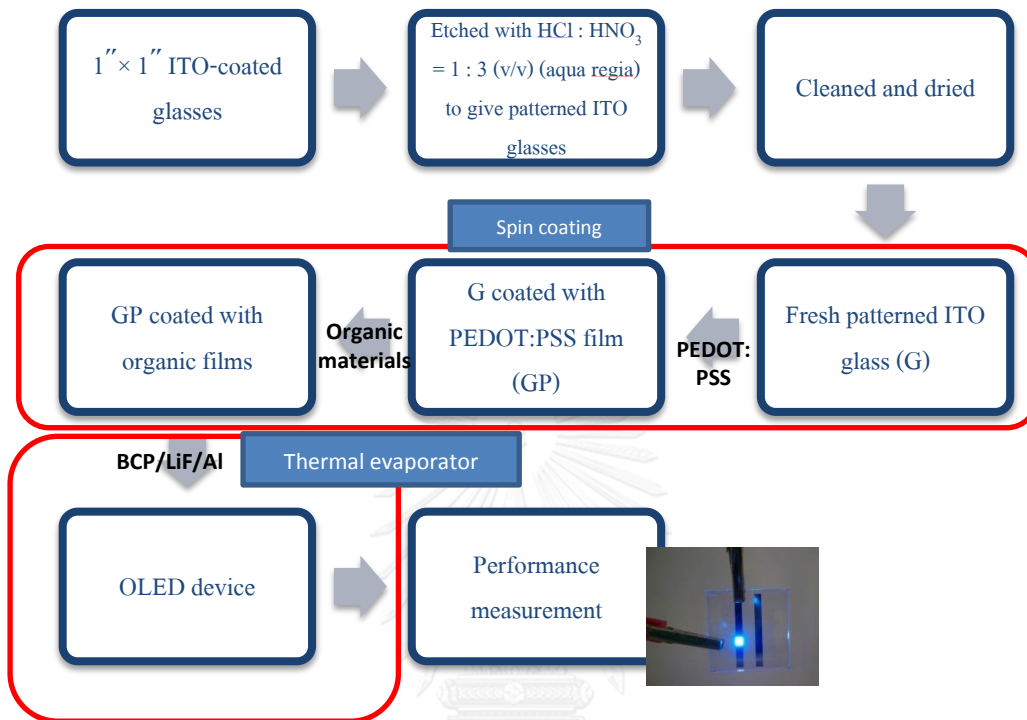 1″× 1″ ITO-coated
glasses
Etched with HCl : HNO₃
= 1 : 3 (v/v) (aqua regia)
to give patterned ITO
glasses
Cleaned and dried
Spin coating
Fresh patterned ITO
glass (G)
PEDOT:
PSS
G coated with
PEDOT:PSS film
(GP)
Organic
materials
GP coated with
organic films
BCP/LiF/Al
Thermal evaporator
OLED device
Performance
measurement